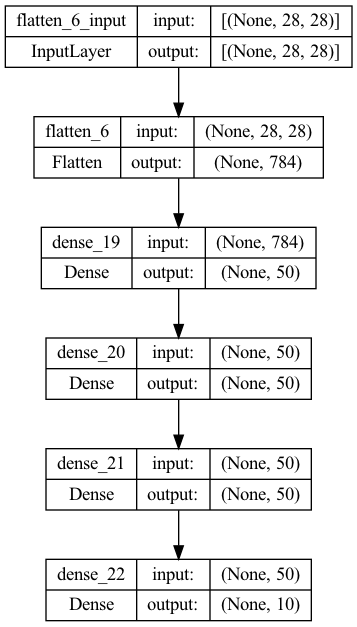 flatten_6_input input: [(None, 28, 28)]
InputLayer output: [(None, 28, 28)]
flatten_6 input: (None, 28, 28)
Flatten output: (None, 784)
dense_19 input: (None, 784)
Dense output: (None, 50)
dense_20 input: (None, 50)
Dense output: (None, 50)
dense_21 input: (None, 50)
Dense output: (None, 50)
dense_22 input: (None, 50)
Dense output: (None, 10)